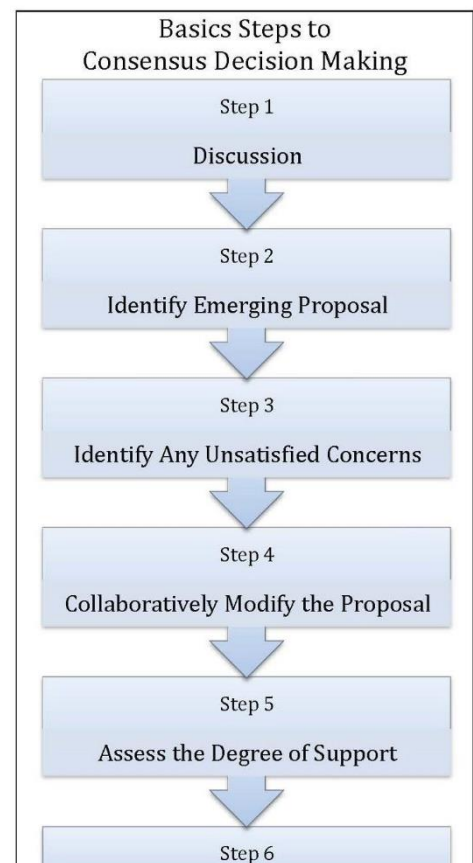 Basics Steps to
Consensus Decision Making
Step 1
Discussion
Step 2
Identify Emerging Proposal
Step 3
Identify Any Unsatisfied Concerns
Step 4
Collaboratively Modify the Proposal
Step 5
Assess the Degree of Support
Step 6